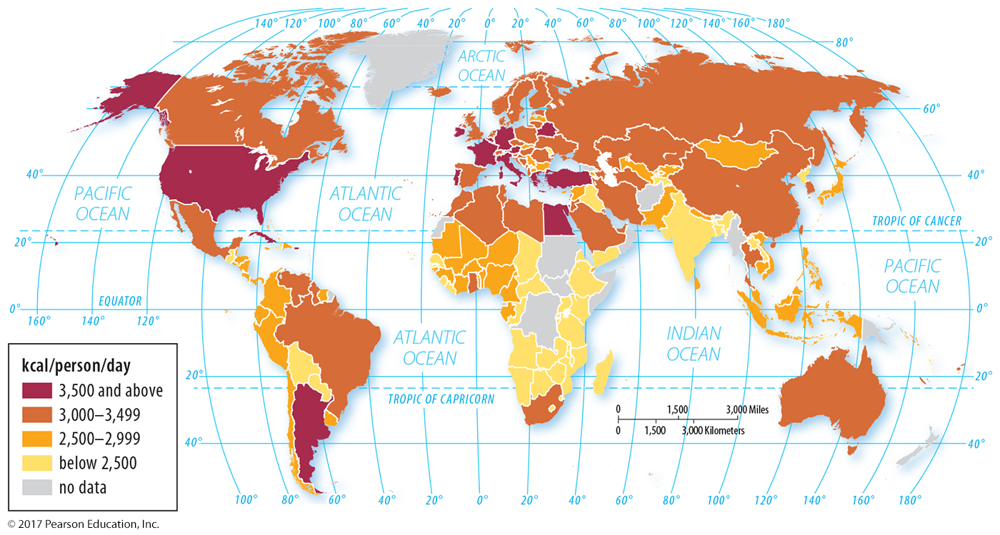 140° 120° 100° 80° 60° 40° 20° 0° 20° 40° 60° 80° 100° 120° 140° 160° 180°
80°
ARCTIC
OCEAN
60°
40°
40°
PACIFIC
OCEAN
ATLANTIC
OCEAN
TROPIC OF CANCER
20°
20°
PACIFIC
OCEAN
EQUATOR
0°
0°
160° 140° 120°
ATLANTIC
OCEAN
INDIAN
OCEAN
kcal/person/day
3,500 and above
3,000–3,499
2,500–2,999
below 2,500
no data
20°
20°
TROPIC OF CAPRICORN
0 1,500 3,000 Miles
0 1,500 3,000 Kilometers
40°
40°
100° 80° 60° 40° 20° 0° 20° 40° 60° 80° 100° 120° 140° 160° 180°
© 2017 Pearson Education, Inc.